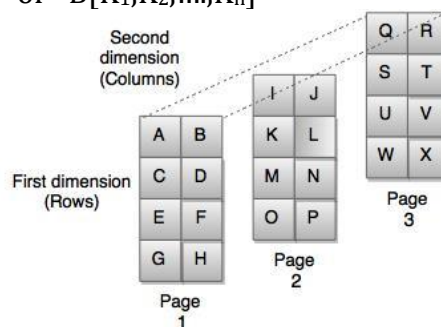 Second
dimension
(Columns)
Q R
S T
U V
W X
Page
3
I J
K L
M N
O P
Page
2
First dimension
(Rows)
A B
C D
E F
G H
Page
1